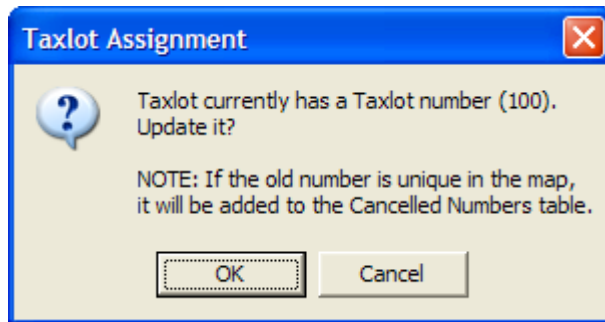 Taxlot Assignment
Taxlot currently has a Taxlot number (100).
Update it?
NOTE: If the old number is unique in the map,
it will be added to the Cancelled Numbers table.
OK
Cancel